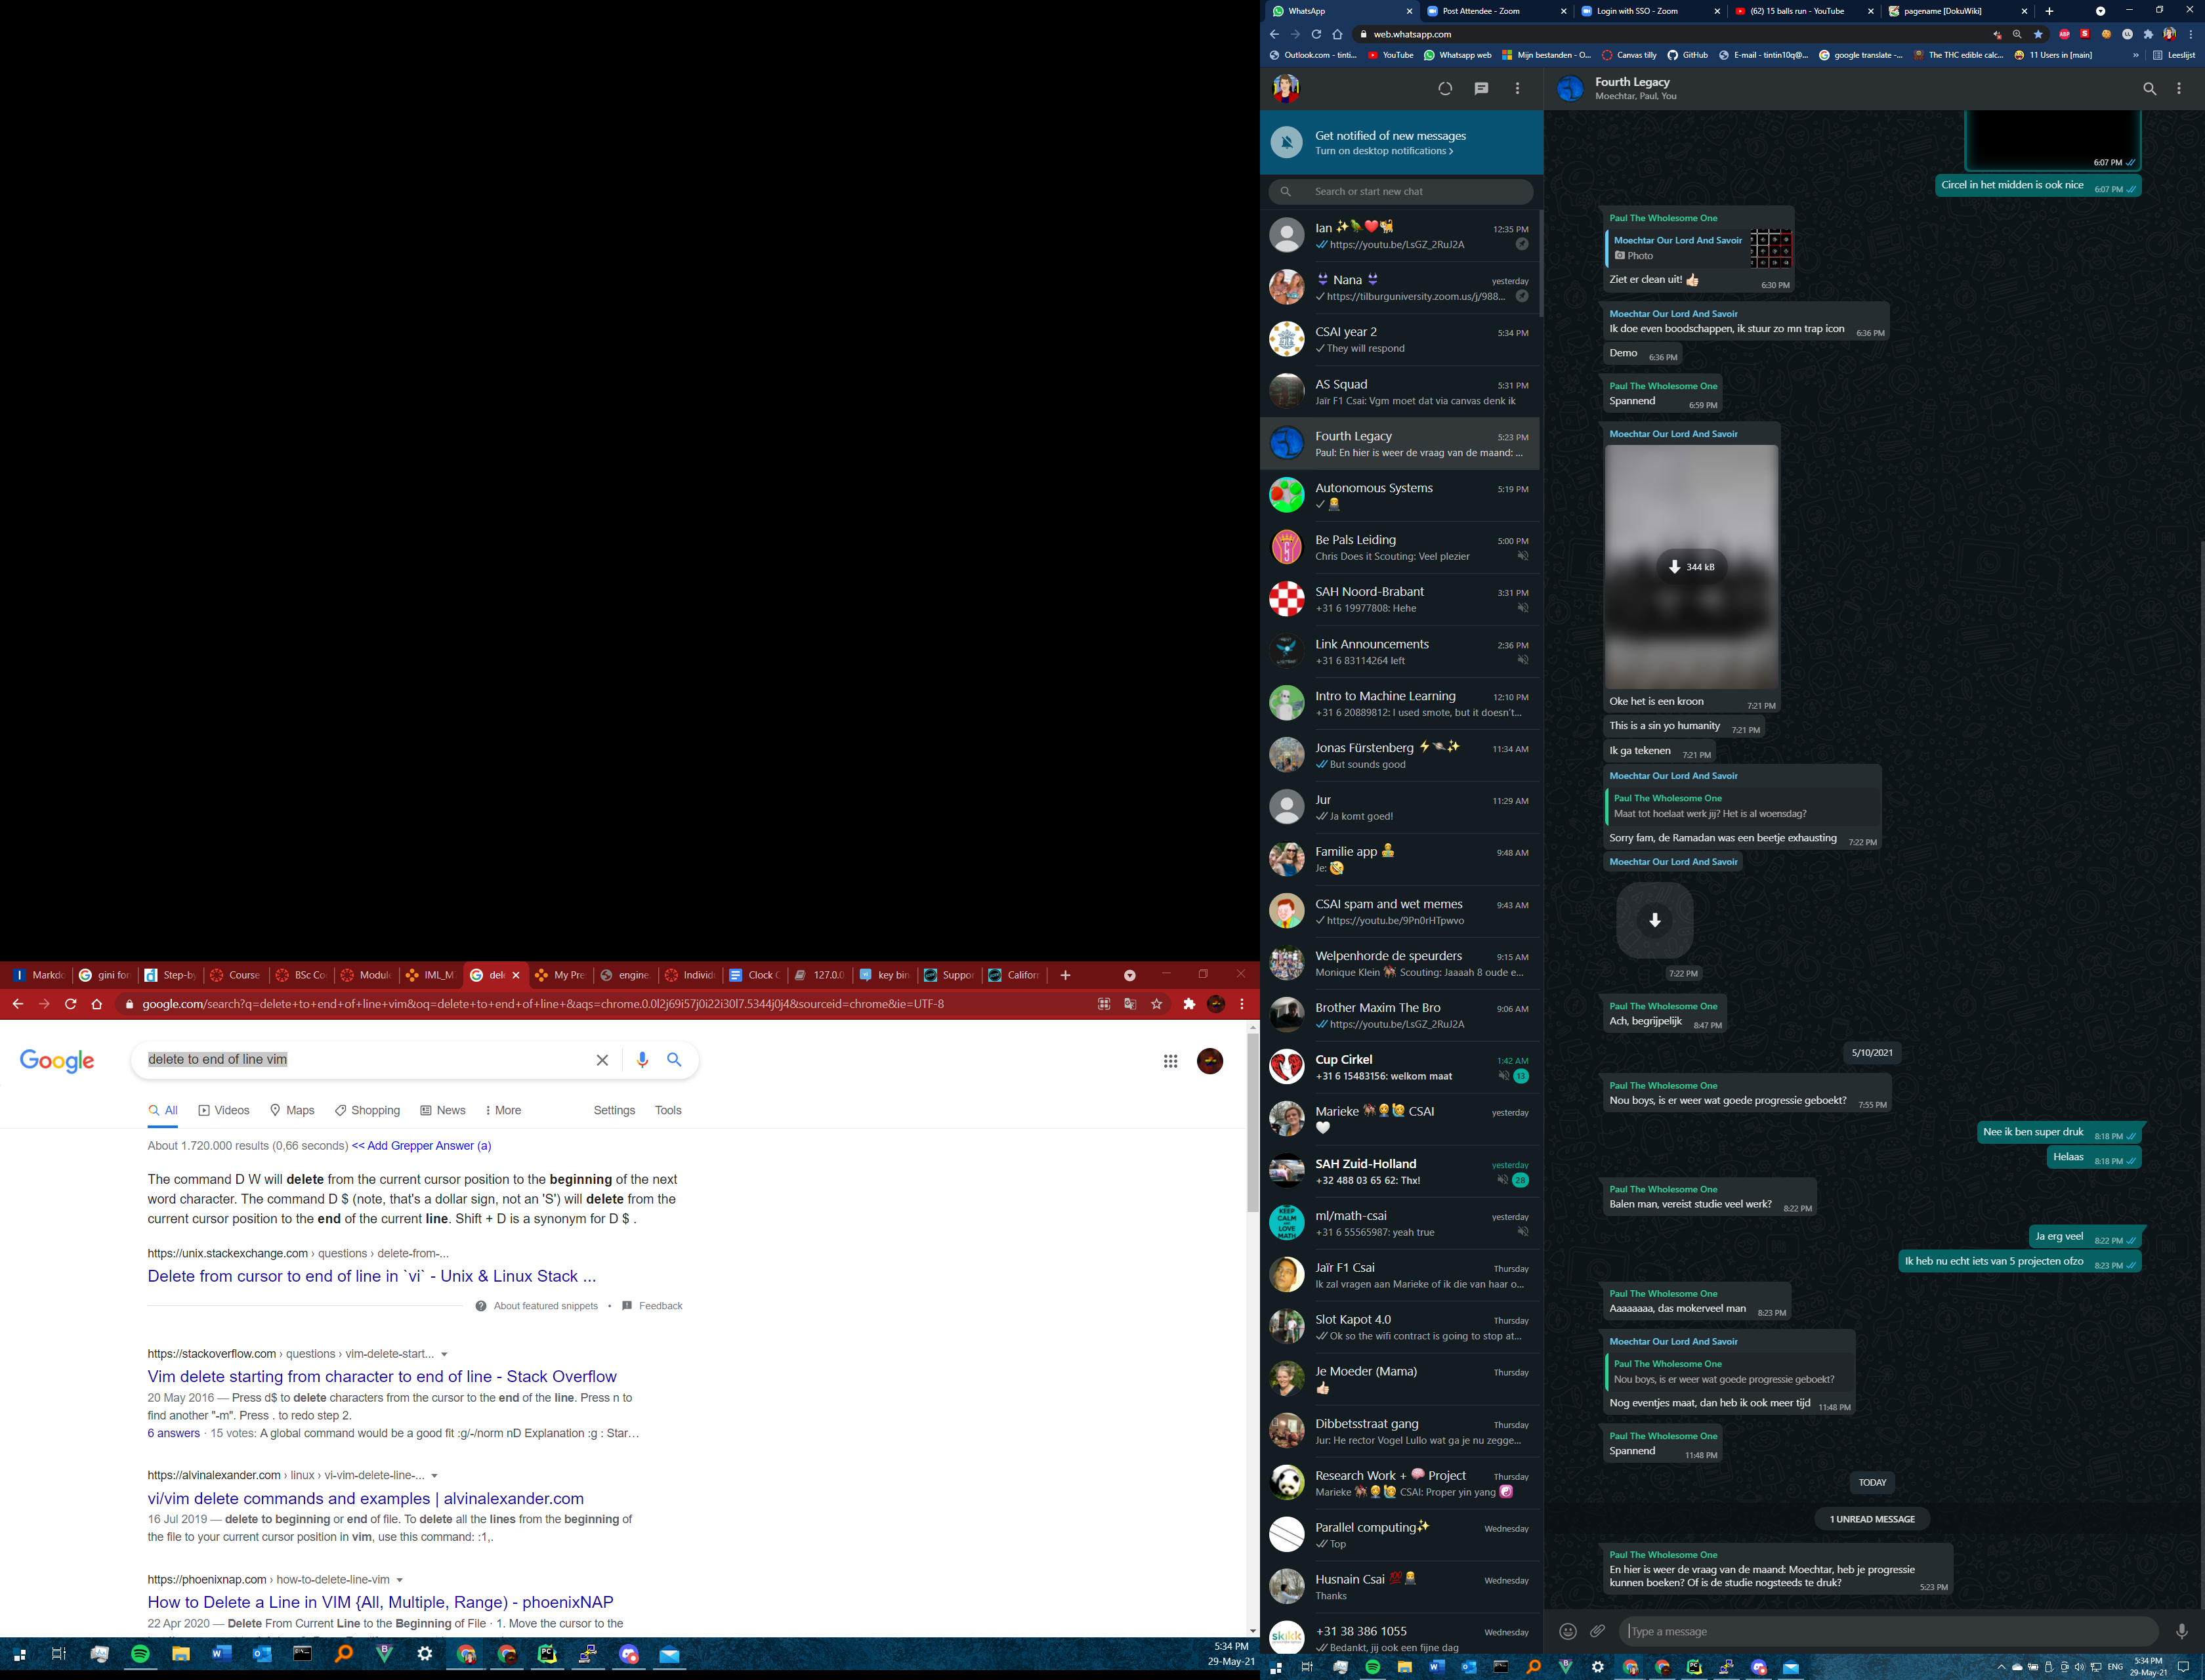 Markdo
gini for
Step-by
Course
BSc Co
Module
IML_M
del
My Pre
engine.
Individ
Clock C
127.0.0
key bin
Suppor
Californ
google.com/search?q=delete+to+end+of+line+vim&oq=delete+to+end+of+line+&aqs=chrome.0.0l2j69i57j0i22i30l7.5344j0j4&sourceid=chrome&ie=UTF-8
Google
delete to end of line vim
All Videos Maps Shopping News More Settings Tools
About 1.720.000 results (0,66 seconds) << Add Grepper Answer (a)
The command D W will delete from the current cursor position to the beginning of the next
word character. The command D $ (note, that's a dollar sign, not an 'S') will delete from the
current cursor position to the end of the current line. Shift + D is a synonym for D $ .
https://unix.stackexchange.com › questions › delete-from-...
Delete from cursor to end of line in `vi` - Unix & Linux Stack ...
About featured snippets • Feedback
https://stackoverflow.com › questions › vim-delete-start...
Vim delete starting from character to end of line - Stack Overflow
20 May 2016 — Press d$ to delete characters from the cursor to the end of the line. Press n to
find another "-m". Press . to redo step 2.
6 answers · 15 votes: A global command would be a good fit :g/-/norm nD Explanation :g : Star…
https://alvinalexander.com › linux › vi-vim-delete-line-...
vi/vim delete commands and examples | alvinalexander.com
16 Jul 2019 — delete to beginning or end of file. To delete all the lines from the beginning of
the file to your current cursor position in vim, use this command: :1,.
https://phoenixnap.com › how-to-delete-line-vim
How to Delete a Line in VIM {All, Multiple, Range) - phoenixNAP
22 Apr 2020 — Delete From Current Line to the Beginning of File · 1. Move the cursor to the
5:34 PM
29-May-21
WhatsApp
Post Attendee - Zoom
Login with SSO - Zoom
(62) 15 balls run - YouTube
pagename [DokuWiki]
web.whatsapp.com
Outlook.com - tinti...
YouTube
Whatsapp web
Mijn bestanden - O...
Canvas tilly
GitHub
E-mail - tintin10q@...
google translate -...
The THC edible calc...
11 Users in [main]
»
Leeslijst
Get notified of new messages
Turn on desktop notifications >
Search or start new chat
Ian ✨🦜❤️🐈 12:35 PM
https://youtu.be/LsGZ_2RuJ2A
👙 Nana 👙 yesterday
https://tilburguniversity.zoom.us/j/988...
CSAI year 2 5:34 PM
They will respond
AS Squad 5:31 PM
Jaïr F1 Csai: Vgm moet dat via canvas denk ik
Fourth Legacy 5:23 PM
Paul: En hier is weer de vraag van de maand: ...
Autonomous Systems 5:19 PM
Be Pals Leiding 5:00 PM
Chris Does it Scouting: Veel plezier
SAH Noord-Brabant 3:31 PM
+31 6 19977808: Hehe
Link Announcements 2:36 PM
+31 6 83114264 left
Intro to Machine Learning 12:10 PM
+31 6 20889812: I used smote, but it doesn't...
Jonas Fürstenberg ⚡🪐✨ 11:34 AM
But sounds good
Jur 11:29 AM
Ja komt goed!
Familie app 9:48 AM
Je: 🤣
CSAI spam and wet memes 9:43 AM
https://youtu.be/9Pn0rHTpwvo
Welpenhorde de speurders 9:15 AM
Monique Klein Scouting: Jaaaah 8 oude e...
Brother Maxim The Bro 9:06 AM
https://youtu.be/LsGZ_2RuJ2A
Cup Cirkel 1:42 AM
+31 6 15483156: welkom maat 13
Marieke CSAI yesterday
🤍
SAH Zuid-Holland yesterday
+32 488 03 65 62: Thx! 28
KEEP CALM AND LOVE MATH
ml/math-csai yesterday
+31 6 55565987: yeah true
Jaïr F1 Csai Thursday
Ik zal vragen aan Marieke of ik die van haar o...
Slot Kapot 4.0 Thursday
Ok so the wifi contract is going to stop at...
Je Moeder (Mama) Thursday
👍🏻
Dibbetsstraat gang Thursday
Jur: He rector Vogel Lullo wat ga je nu zegge...
Research Work + 🧠 Project Thursday
Marieke CSAI: Proper yin yang ☯️
Parallel computing✨ Wednesday
Top
Husnain Csai 💯 Wednesday
Thanks
skikk
+31 38 386 1055 Wednesday
Bedankt, jij ook een fijne dag
Fourth Legacy
Moechtar, Paul, You
6:07 PM
Circel in het midden is ook nice 6:07 PM
Paul The Wholesome One
Moechtar Our Lord And Savoir
Photo
Ziet er clean uit! 👍🏻 6:30 PM
Moechtar Our Lord And Savoir
Ik doe even boodschappen, ik stuur zo mn trap icon 6:36 PM
Demo 6:36 PM
Paul The Wholesome One
Spannend 6:59 PM
Moechtar Our Lord And Savoir
344 kB
Oke het is een kroon 7:21 PM
This is a sin yo humanity 7:21 PM
Ik ga tekenen 7:21 PM
Moechtar Our Lord And Savoir
Paul The Wholesome One
Maat tot hoelaat werk jij? Het is al woensdag?
Sorry fam, de Ramadan was een beetje exhausting 7:22 PM
Moechtar Our Lord And Savoir
7:22 PM
Paul The Wholesome One
Ach, begrijpelijk 8:47 PM
5/10/2021
Paul The Wholesome One
Nou boys, is er weer wat goede progressie geboekt? 7:55 PM
Nee ik ben super druk 8:18 PM
Helaas 8:18 PM
Paul The Wholesome One
Balen man, vereist studie veel werk? 8:22 PM
Ja erg veel 8:22 PM
Ik heb nu echt iets van 5 projecten ofzo 8:23 PM
Paul The Wholesome One
Aaaaaaaa, das mokerveel man 8:23 PM
Moechtar Our Lord And Savoir
Paul The Wholesome One
Nou boys, is er weer wat goede progressie geboekt?
Nog eventjes maat, dan heb ik ook meer tijd 11:48 PM
Paul The Wholesome One
Spannend 11:48 PM
TODAY
1 UNREAD MESSAGE
Paul The Wholesome One
En hier is weer de vraag van de maand: Moechtar, heb je progressie
kunnen boeken? Of is de studie nogsteeds te druk? 5:23 PM
Type a message
ENG
5:34 PM
29-May-21